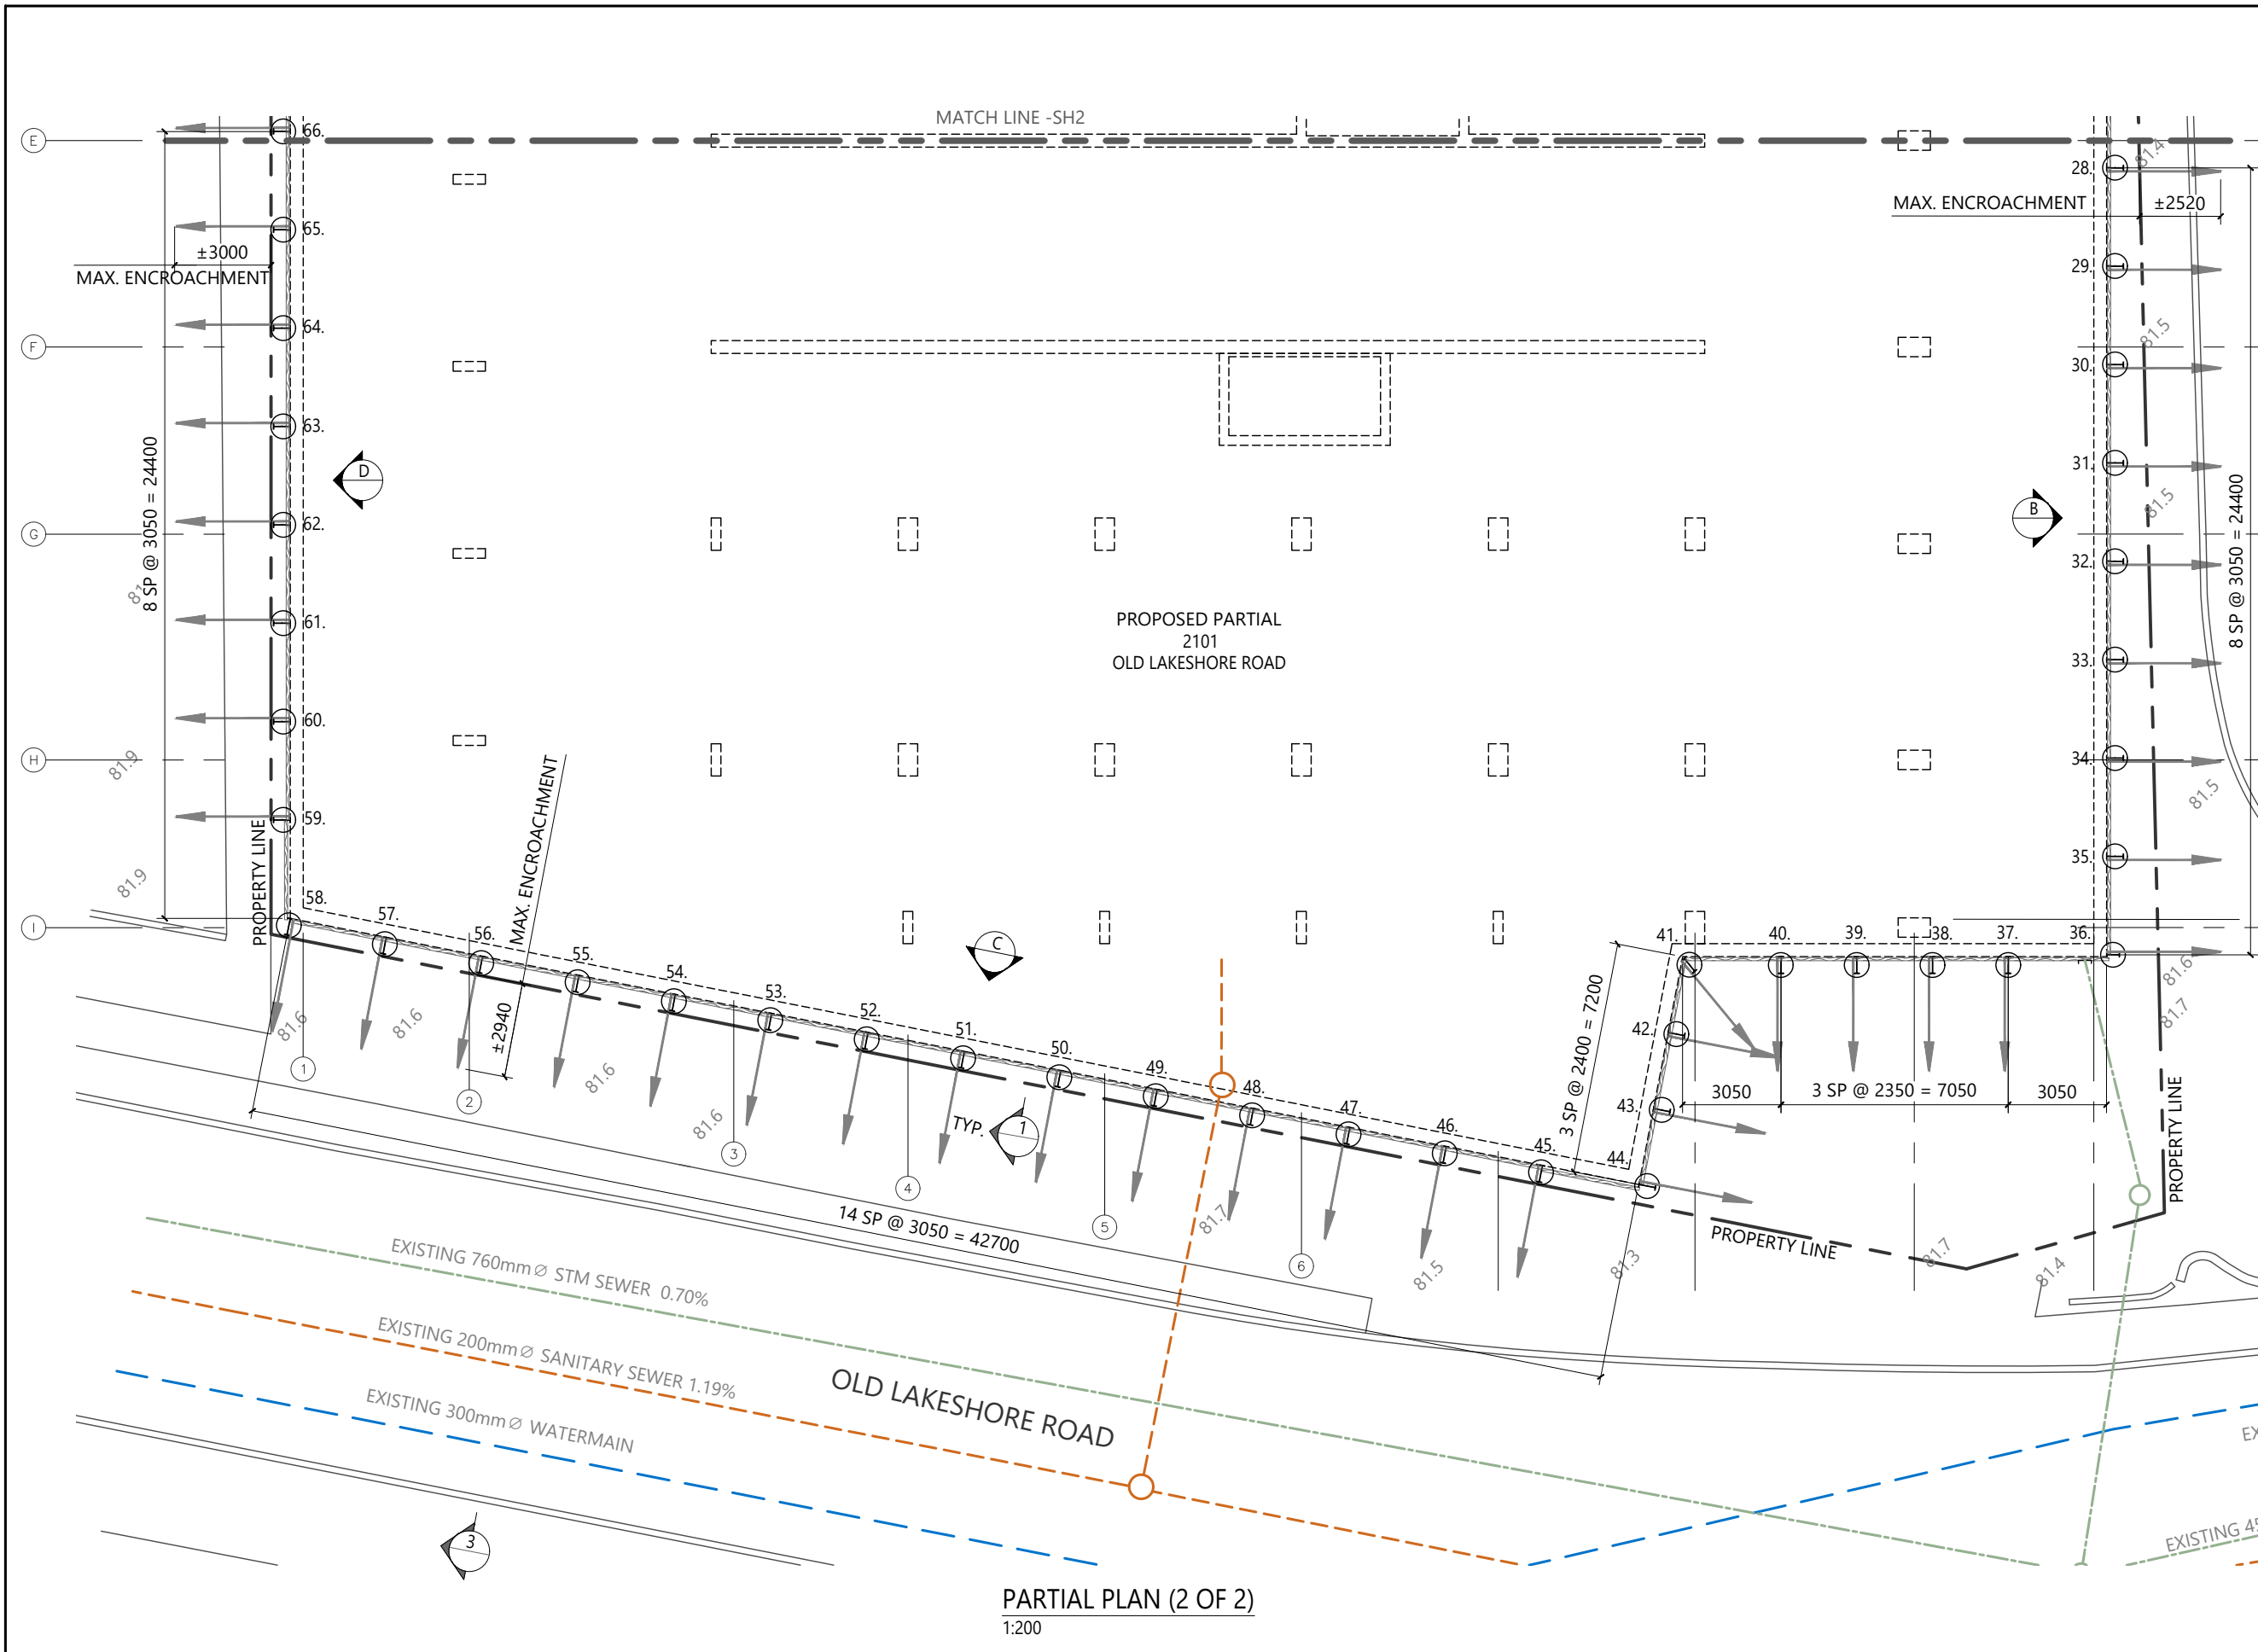 MATCH LINE -SH2
E
66.
28.
81.4
MAX. ENCROACHMENT
±2520
65.
±3000
MAX. ENCROACHMENT
29.
64.
F
81.5
30.
63.
8 SP @ 3050 = 24400
D
31.
81.5
B
8 SP @ 3050 = 24400
62.
G
32.
61.
PROPOSED PARTIAL
2101
OLD LAKESHORE ROAD
33.
60.
81.9
H
34.
81.5
MAX. ENCROACHMENT
59.
PROPERTY LINE
35.
81.9
58.
57.
56.
55.
54.
53.
52.
51.
50.
49.
48.
47.
46.
45.
44.
43.
42.
41.
40.
39.
38.
37.
36.
I
C
81.6
81.7
±2940
81.6
81.6
81.6
81.6
1
2
3
4
5
6
TYP.
1
3 SP @ 2400 = 7200
3050
3 SP @ 2350 = 7050
3050
PROPERTY LINE
81.7
81.5
81.3
PROPERTY LINE
81.7
81.4
14 SP @ 3050 = 42700
EXISTING 760mm∅ STM SEWER 0.70%
EXISTING 200mm∅ SANITARY SEWER 1.19%
EXISTING 300mm∅ WATERMAIN
OLD LAKESHORE ROAD
3
PARTIAL PLAN (2 OF 2)
1:200
EXISTING 45